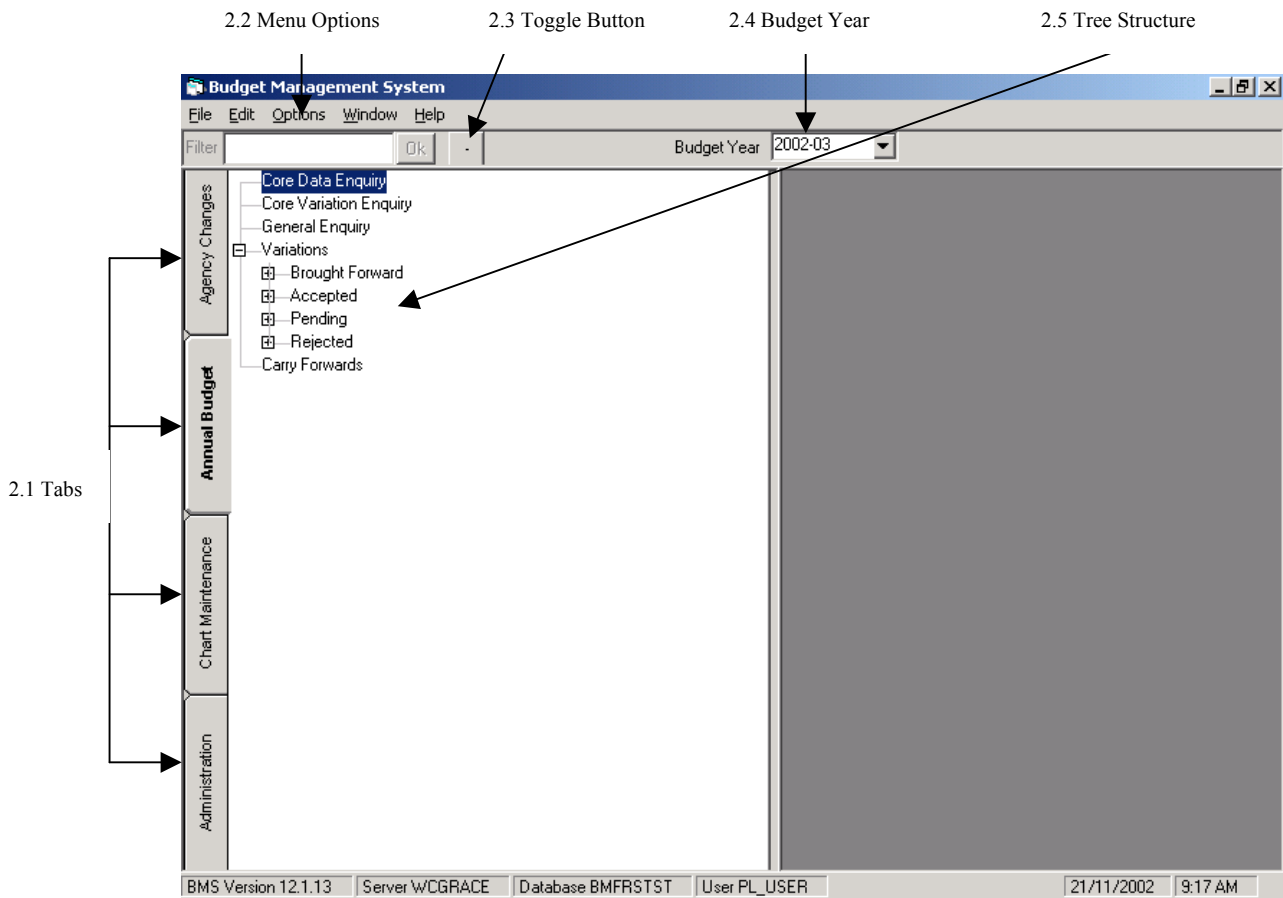 2.2 Menu Options 2.3 Toggle Button 2.4 Budget Year 2.5 Tree Structure
Budget Management System
File Edit Options Window Help
Filter Ok - Budget Year 2002-03
Agency Changes
Annual Budget
Chart Maintenance
Administration
2.1 Tabs
Core Data Enquiry
Core Variation Enquiry
General Enquiry
Variations
Brought Forward
Accepted
Pending
Rejected
Carry Forwards
BMS Version 12.1.13 Server WCGRACE Database BMFRSTST User PL_USER 21/11/2002 9:17 AM